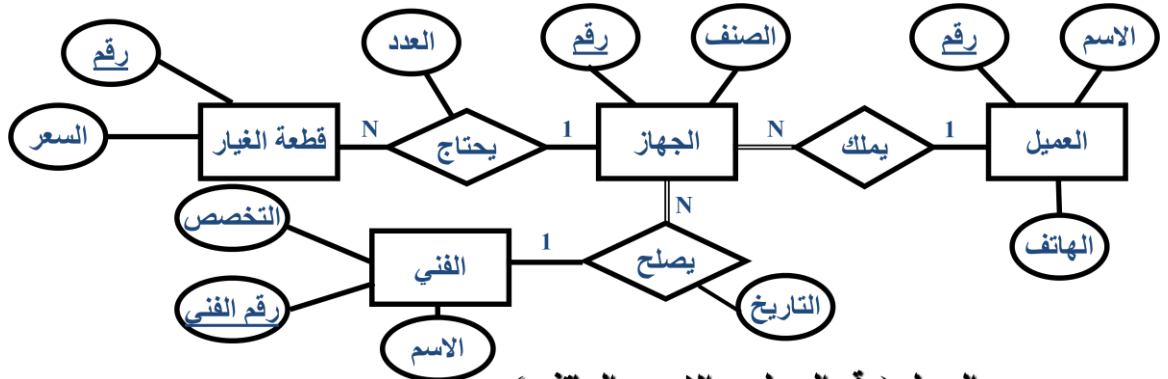 الاسم
رقم
الصنف
رقم
العدد
رقم
العميل
1
يملك
N
الجهاز
1
يحتاج
N
قطعة الغيار
السعر
N
الهاتف
التخصص
يصلح
1
الفني
التاريخ
رقم الفني
الاسم